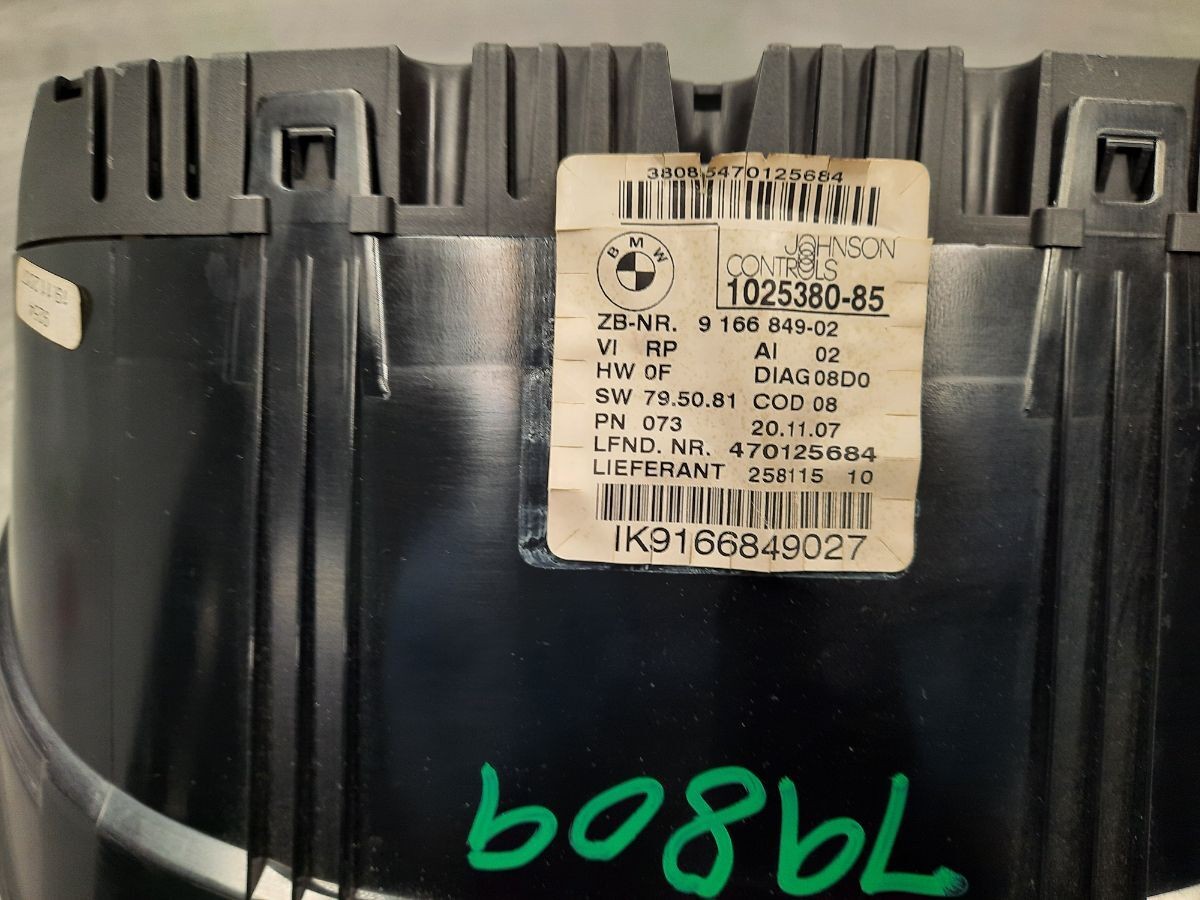 38085470125684
BMW
JOHNSON
CONTROLS
1025380-85
ZB-NR. 9 166 849-02
VI RP AI 02
HW 0F DIAG 08D0
SW 79.50.81 COD 08
PN 073 20.11.07
LFND. NR. 470125684
LIEFERANT 258115 10
IK9166849027
79809